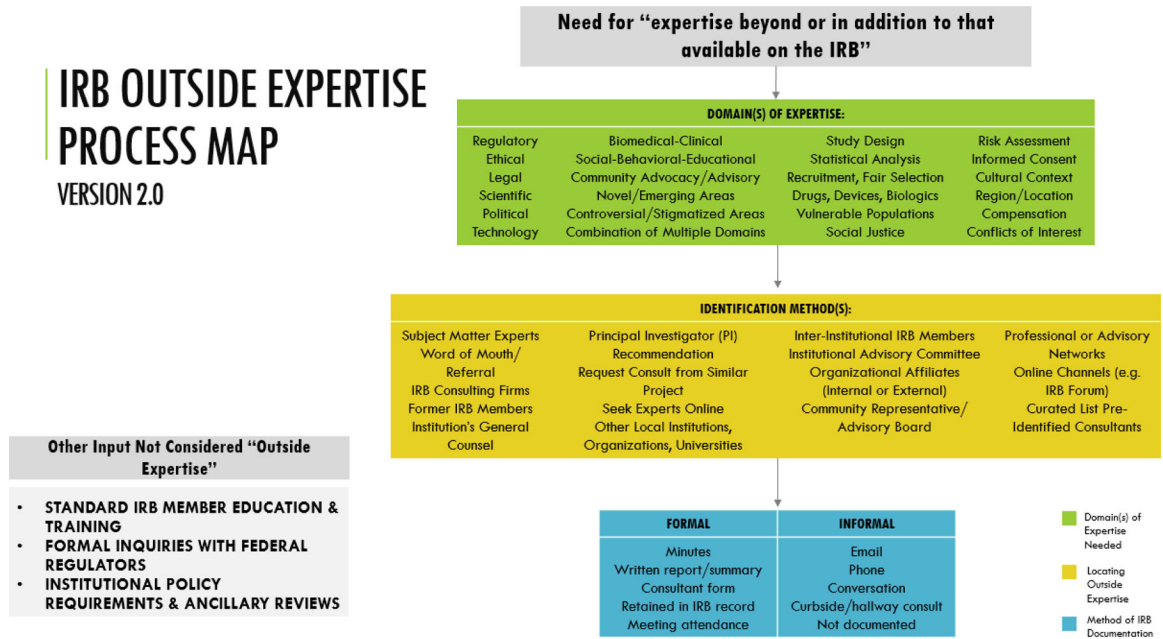 IRB OUTSIDE EXPERTISE
PROCESS MAP
VERSION 2.0
Need for “expertise beyond or in addition to that
available on the IRB”
DOMAIN(S) OF EXPERTISE:
Regulatory
Ethical
Legal
Scientific
Political
Technology
Biomedical-Clinical
Social-Behavioral-Educational
Community Advocacy/Advisory
Novel/Emerging Areas
Controversial/Stigmatized Areas
Combination of Multiple Domains
Study Design
Statistical Analysis
Recruitment, Fair Selection
Drugs, Devices, Biologics
Vulnerable Populations
Social Justice
Risk Assessment
Informed Consent
Cultural Context
Region/Location
Compensation
Conflicts of Interest
IDENTIFICATION METHOD(S):
Subject Matter Experts
Word of Mouth/
Referral
IRB Consulting Firms
Former IRB Members
Institution's General
Counsel
Principal Investigator (PI)
Recommendation
Request Consult from Similar
Project
Seek Experts Online
Other Local Institutions,
Organizations, Universities
Inter-Institutional IRB Members
Institutional Advisory Committee
Organizational Affiliates
(Internal or External)
Community Representative/
Advisory Board
Professional or Advisory
Networks
Online Channels (e.g.
IRB Forum)
Curated List Pre-
Identified Consultants
Other Input Not Considered “Outside
Expertise”
• STANDARD IRB MEMBER EDUCATION &
TRAINING
• FORMAL INQUIRIES WITH FEDERAL
REGULATORS
• INSTITUTIONAL POLICY
REQUIREMENTS & ANCILLARY REVIEWS
FORMAL
Minutes
Written report/summary
Consultant form
Retained in IRB record
Meeting attendance
INFORMAL
Email
Phone
Conversation
Curbside/hallway consult
Not documented
Domain(s) of
Expertise
Needed
Locating
Outside
Expertise
Method of IRB
Documentation